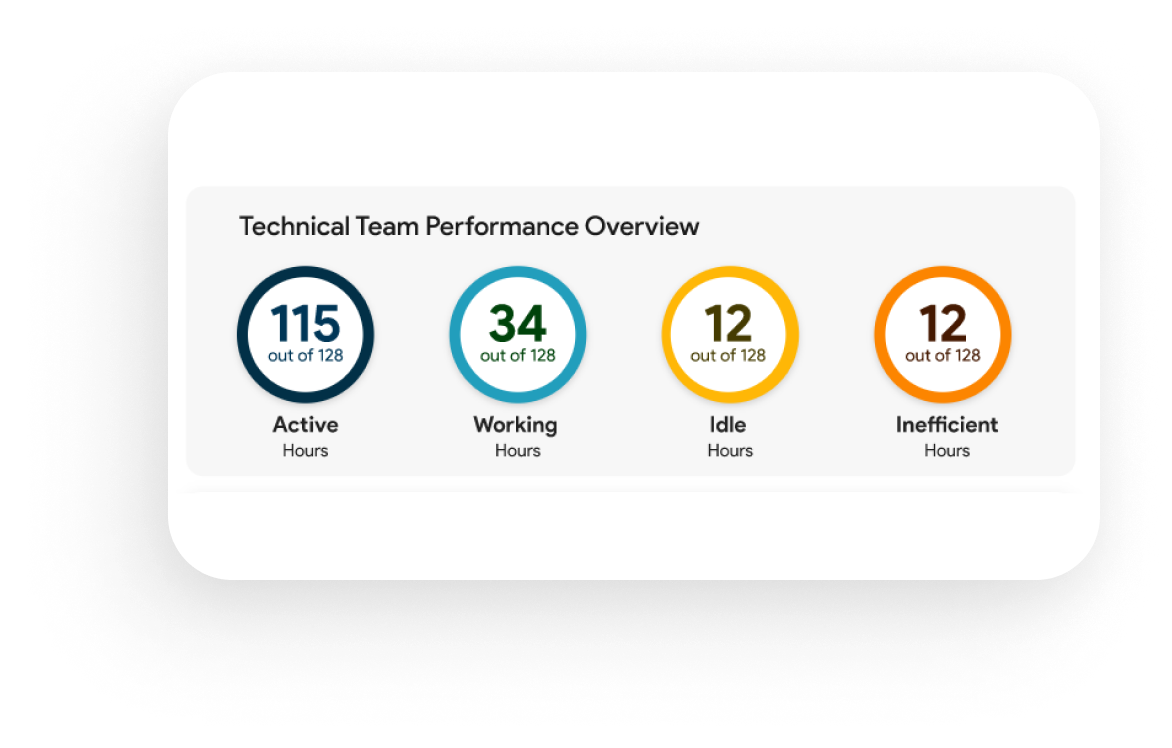 Technical Team Performance Overview
115
out of 128
Active
Hours
34
out of 128
Working
Hours
12
out of 128
Idle
Hours
12
out of 128
Inefficient
Hours